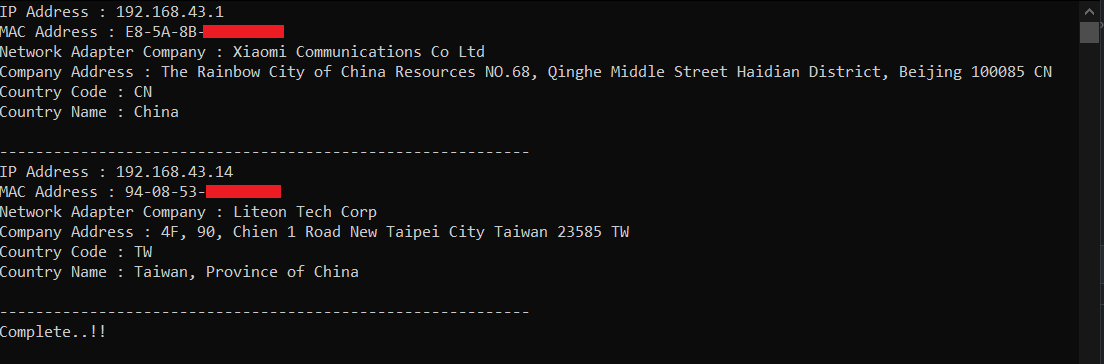 IP Address : 192.168.43.1
MAC Address : E8-5A-8B-
Network Adapter Company : Xiaomi Communications Co Ltd
Company Address : The Rainbow City of China Resources NO.68, Qinghe Middle Street Haidian District, Beijing 100085 CN
Country Code : CN
Country Name : China
-----------------------------------------------------------
IP Address : 192.168.43.14
MAC Address : 94-08-53-
Network Adapter Company : Liteon Tech Corp
Company Address : 4F, 90, Chien 1 Road New Taipei City Taiwan 23585 TW
Country Code : TW
Country Name : Taiwan, Province of China
-----------------------------------------------------------
Complete..!!